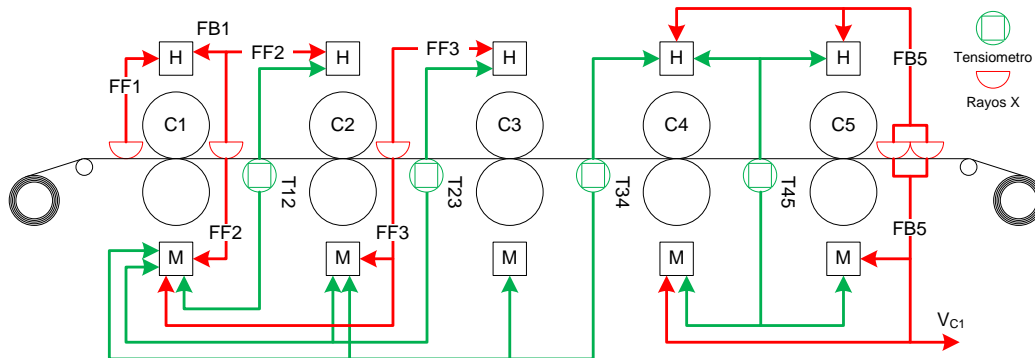 FB1
FF2
FF3
H
H
H
H
H
FF1
FB5
Tensiometro
Rayos X
C1
C2
C3
C4
C5
T12
T23
T34
T45
FF2
FF3
FB5
M
M
M
M
M
VC1